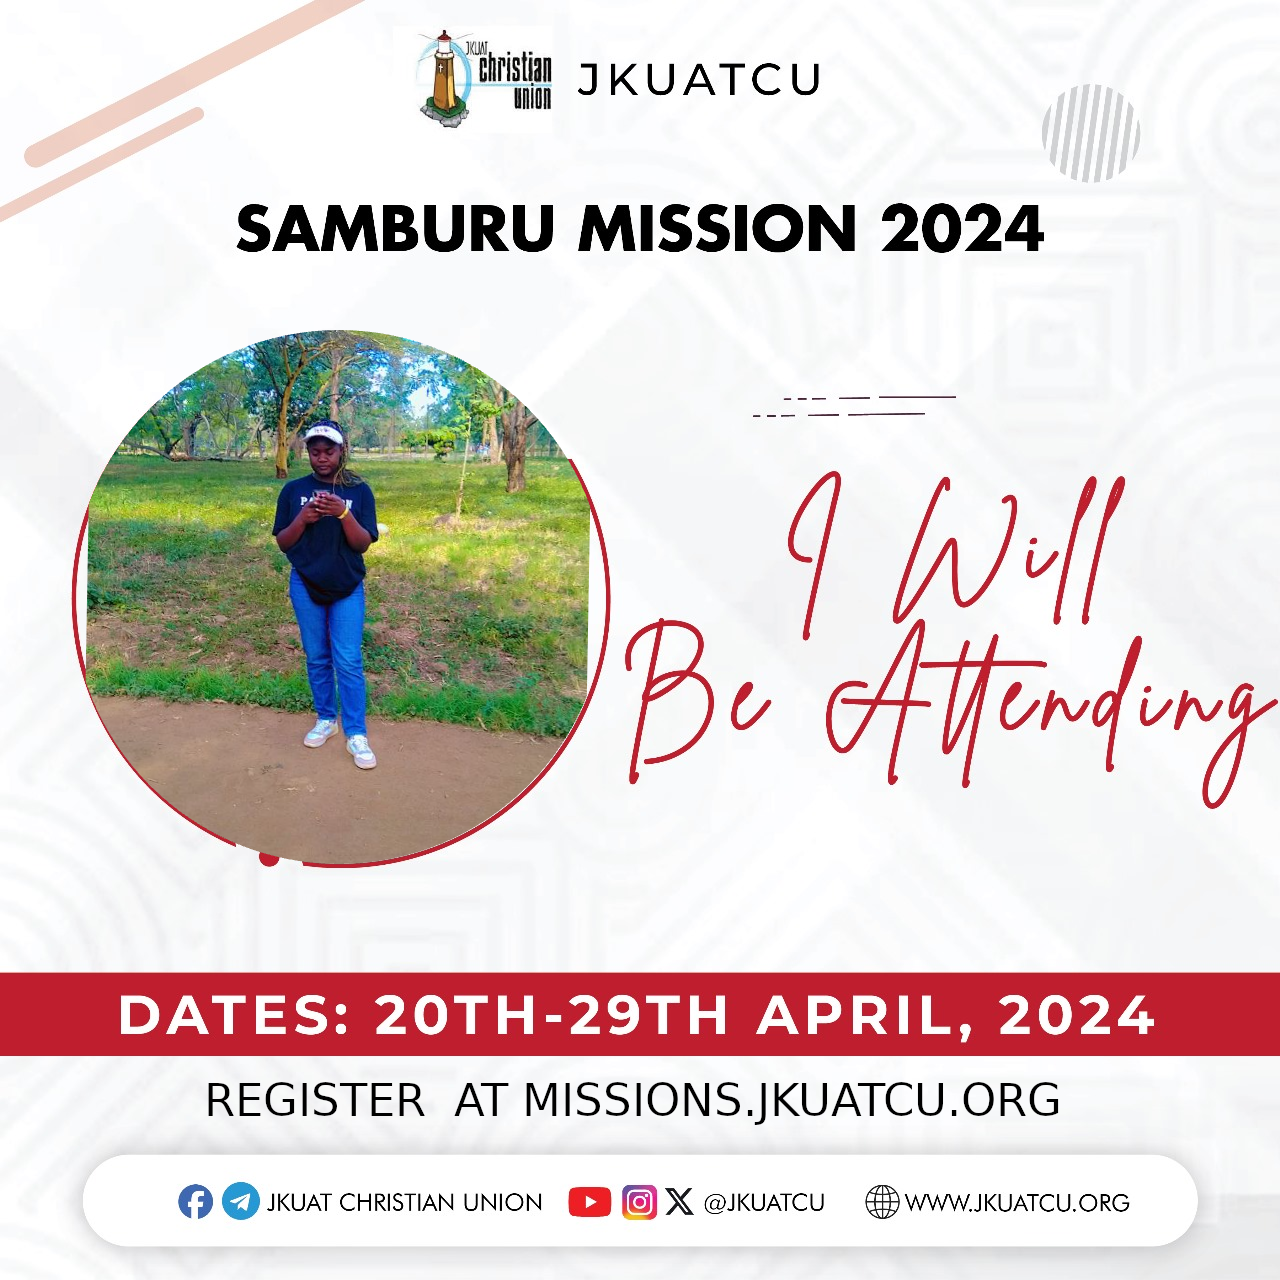 JKUAT
christian
union
JKUATCU
SAMBURU MISSION 2024
I Will
Be Attending
DATES: 20TH-29TH APRIL, 2024
REGISTER AT MISSIONS.JKUATCU.ORG
JKUAT CHRISTIAN UNION @JKUATCU WWW.JKUATCU.ORG